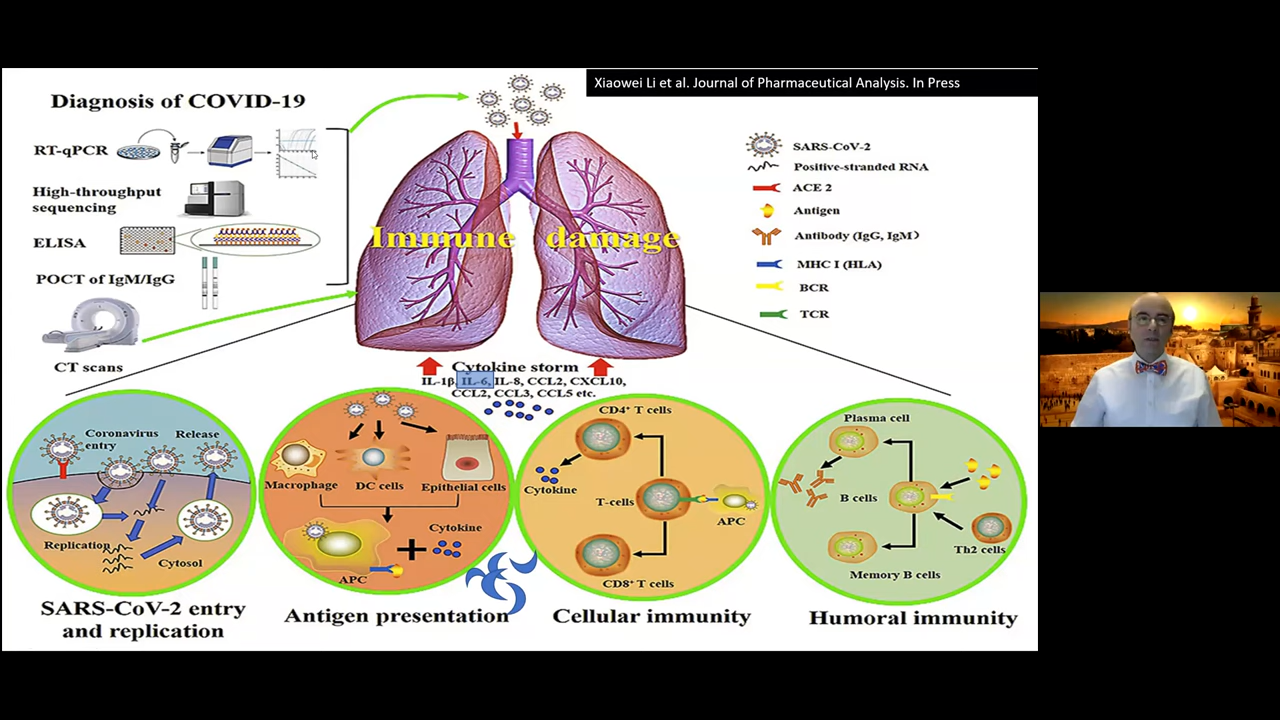 Xiaowei Li et al. Journal of Pharmaceutical Analysis. In Press
Diagnosis of COVID-19
RT-qPCR
High-throughput
sequencing
ELISA
POCT of IgM/IgG
CT scans
Immune damage
SARS-CoV-2
Positive-stranded RNA
ACE 2
Antigen
Antibody (IgG, IgM）
MHC I (HLA)
BCR
TCR
Cytokine storm
IL-1β, IL-6, IL-8, CCL2, CXCL10,
CCL2, CCL3, CCL5 etc.
Coronavirus
entry
Release
Replication
Cytosol
SARS-CoV-2 entry
and replication
Macrophage
DC cells
Epithelial cells
Cytokine
APC
Antigen presentation
CD4⁺ T cells
Cytokine
T-cells
APC
CD8⁺ T cells
Cellular immunity
Plasma cell
B cells
Th2 cells
Memory B cells
Humoral immunity